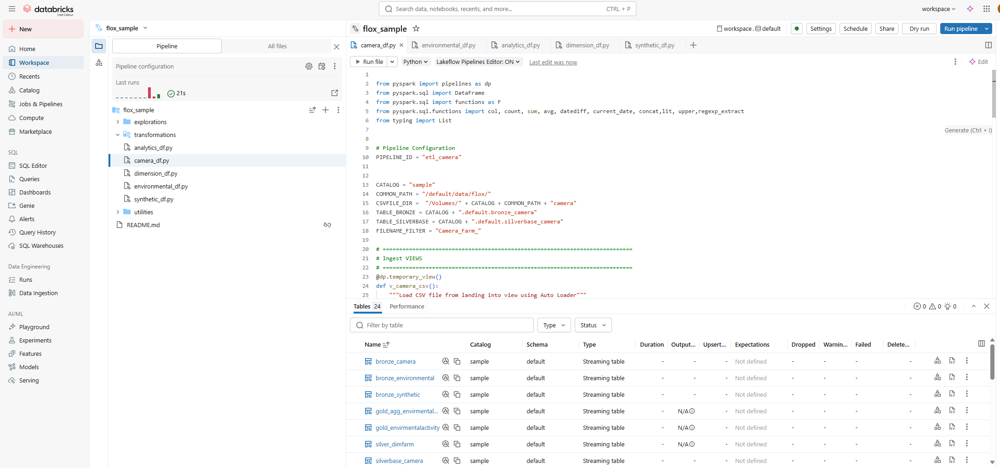 databricks
Free Edition
Search data, notebooks, recents, and more...
CTRL + P
workspace
New
Home
Workspace
Recents
Catalog
Jobs & Pipelines
Compute
Marketplace
SQL
SQL Editor
Queries
Dashboards
Genie
Alerts
Query History
SQL Warehouses
Data Engineering
Runs
Data Ingestion
AI/ML
Playground
Experiments
Features
Models
Serving
flox_sample
Pipeline
All files
Pipeline configuration
Last runs
21s
flox_sample
explorations
transformations
analytics_df.py
camera_df.py
dimension_df.py
environmental_df.py
synthetic_df.py
utilities
README.md
flox_sample
workspace . default
Settings
Schedule
Share
Dry run
Run pipeline
camera_df.py
environmental_df.py
analytics_df.py
dimension_df.py
synthetic_df.py
Run file
Python
Lakeflow Pipelines Editor: ON
Last edit was now
Edit
1
2 from pyspark import pipelines as dp
3 from pyspark.sql import DataFrame
4 from pyspark.sql import functions as F
5 from pyspark.sql.functions import col, count, sum, avg, datediff, current_date, concat,lit, upper,regexp_extract
6 from typing import List
7
Generate (Ctrl + I)
8
9 # Pipeline Configuration
10 PIPELINE_ID = "etl_camera"
11
12
13 CATALOG = "sample"
14 COMMON_PATH = "/default/data/flox/"
15 CSVFILE_DIR =  "/Volumes/" + CATALOG + COMMON_PATH + "camera"
16 TABLE_BRONZE = CATALOG + ".default.bronze_camera"
17 TABLE_SILVERBASE = CATALOG + ".default.silverbase_camera"
18 FILENAME_FILTER = "Camera_Farm_"
19
20 # ============================================================================
21 # Ingest VIEWS
22 # ============================================================================
23 @dp.temporary_view()
24 def v_camera_csv():
25     """Load CSV file from landing into view using Auto Loader"""
Tables 24
Performance
0 0 0
Filter by table
Type
Status
Name Catalog Schema Type Duration Output... Upsert... Expectations Dropped Warnin... Failed Delete...
bronze_camera sample default Streaming table - - - Not defined - - - -
bronze_environmental sample default Streaming table - - - Not defined - - - -
bronze_synthetic sample default Streaming table - - - Not defined - - - -
gold_agg_envirmental... sample default Streaming table - N/A - Not defined - - - -
gold_envirmentalactivity sample default Streaming table - N/A - Not defined - - - -
silver_dimfarm sample default Streaming table - N/A - Not defined - - - -
silverbase_camera sample default Streaming table - - - Not defined - - - -